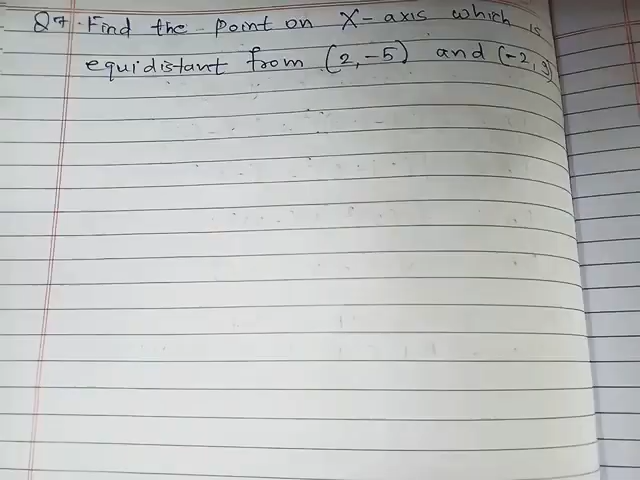 Q7. Find the point on X-axis which is
equidistant from (2,-5) and (-2, 9)